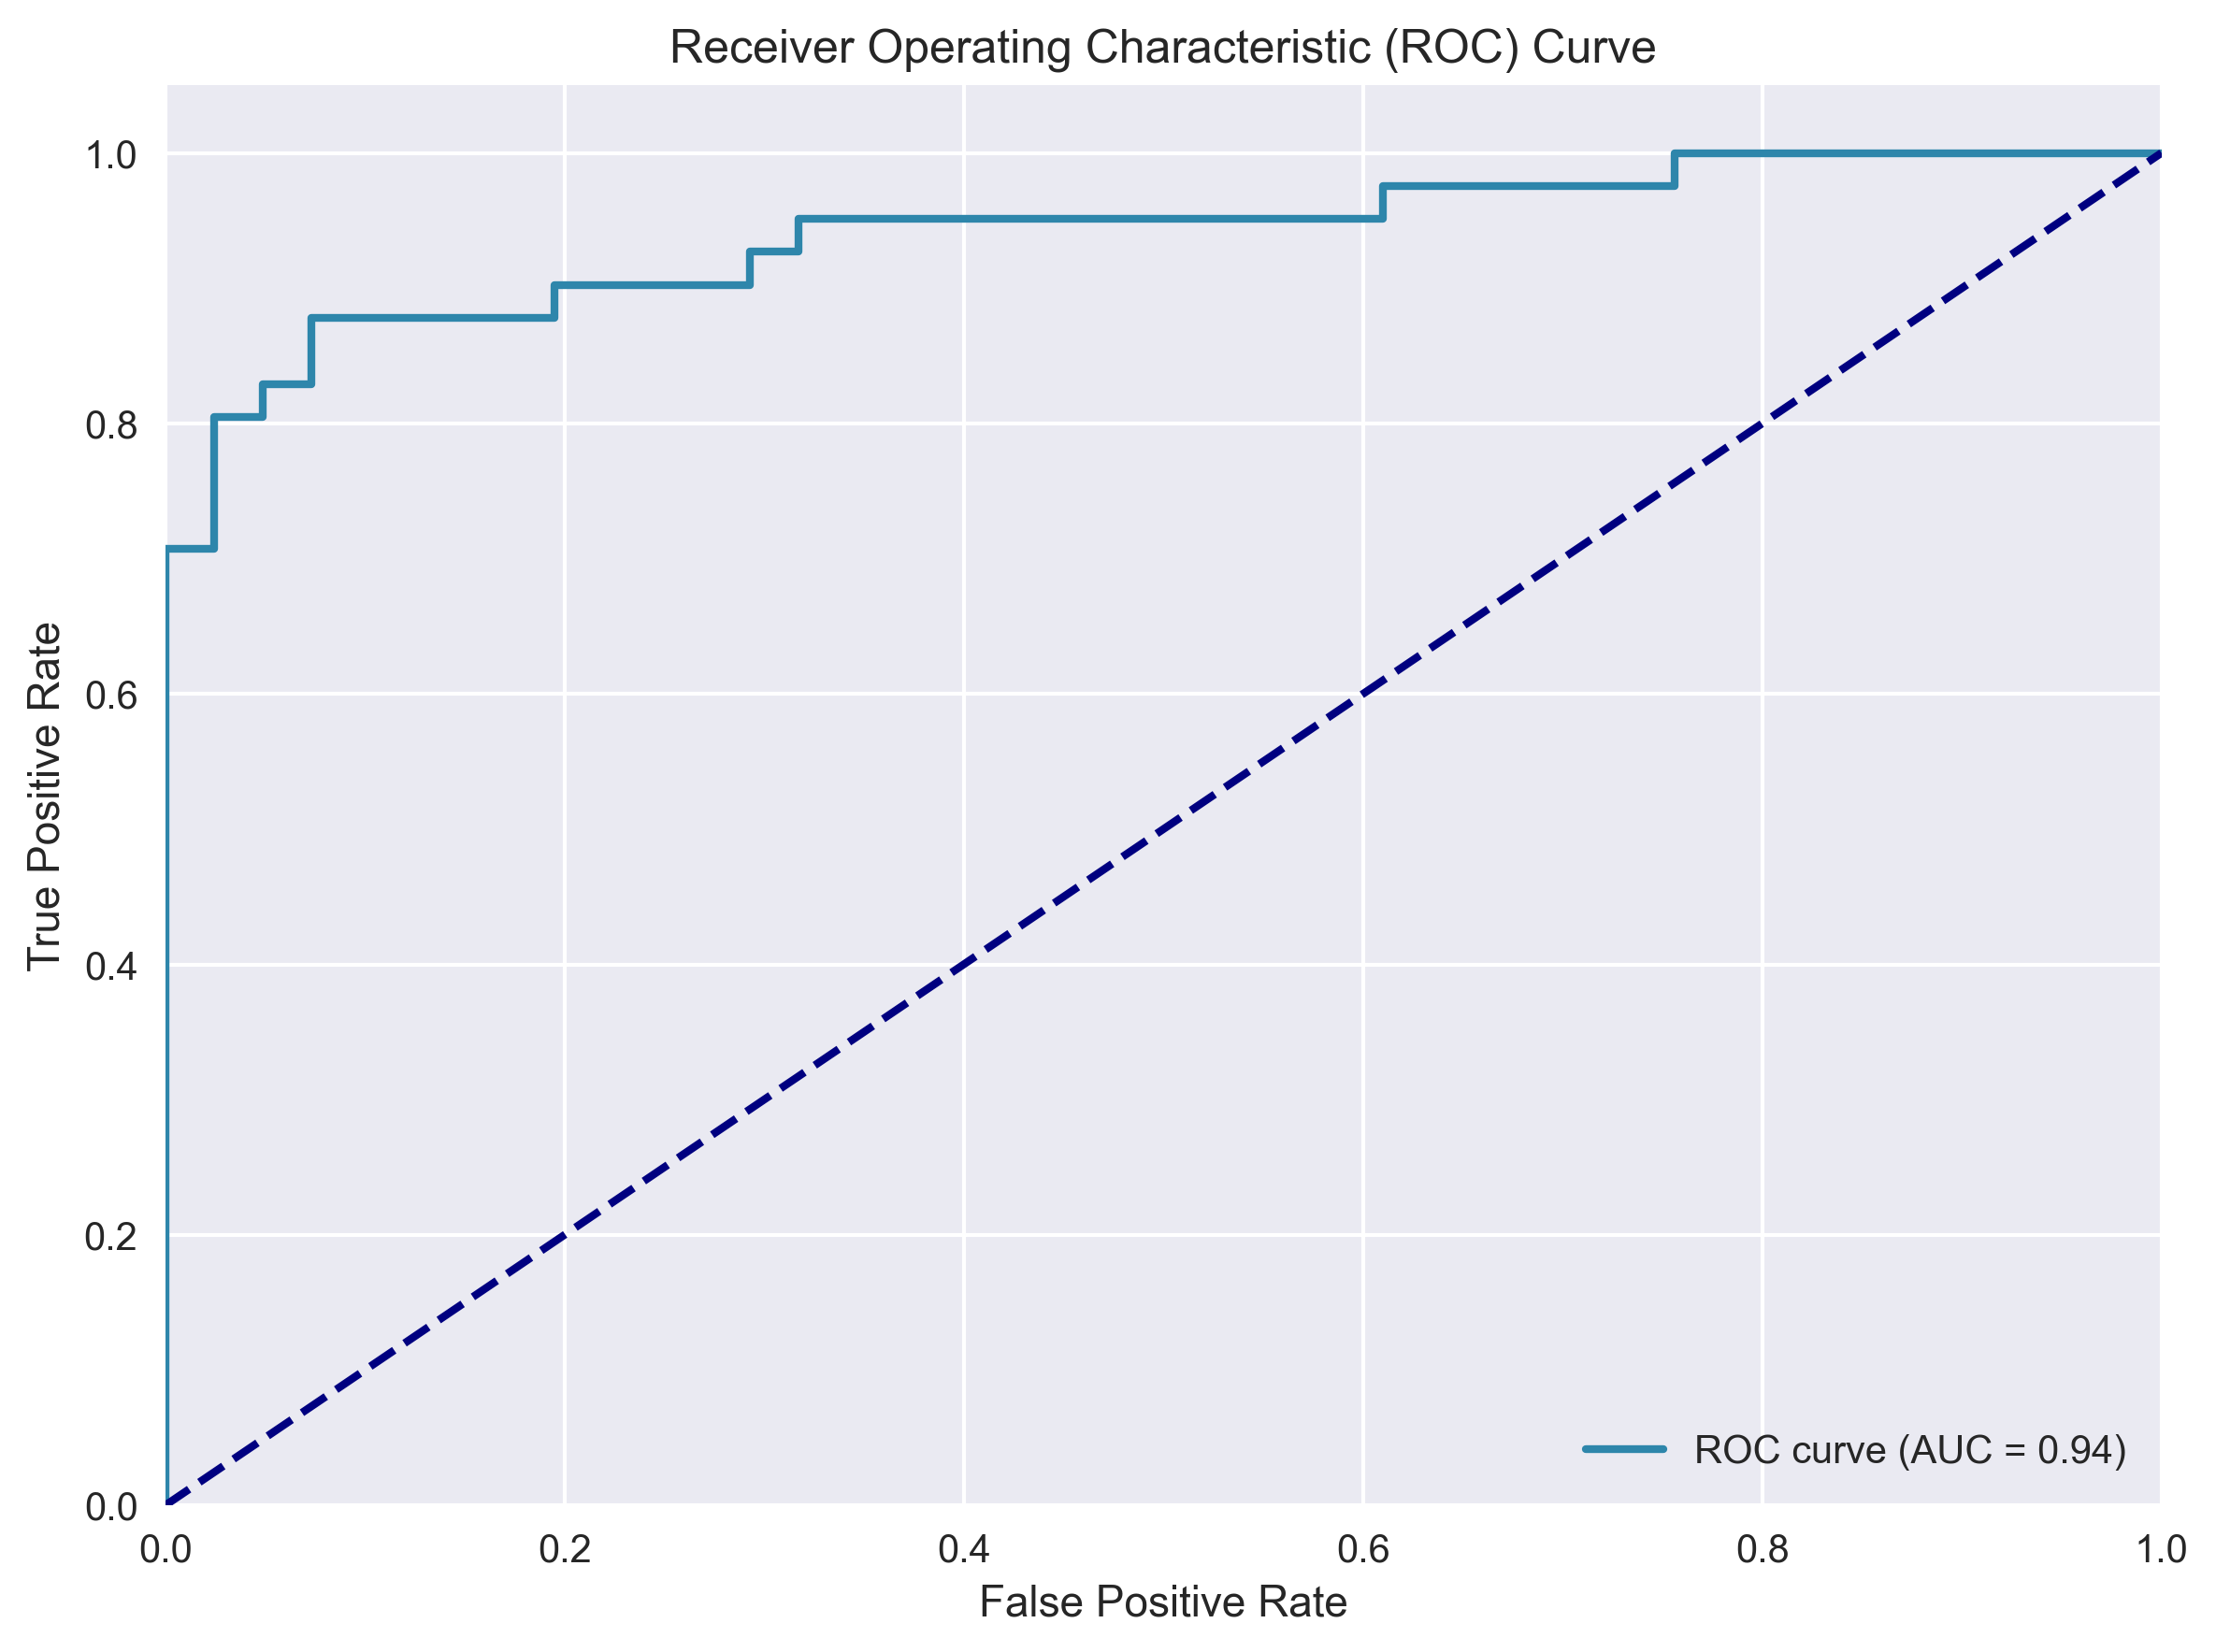 Receiver Operating Characteristic (ROC) Curve
1.0
0.8
0.6
0.4
0.2
0.0
True Positive Rate
ROC curve (AUC = 0.94)
0.0 0.2 0.4 0.6 0.8 1.0
False Positive Rate